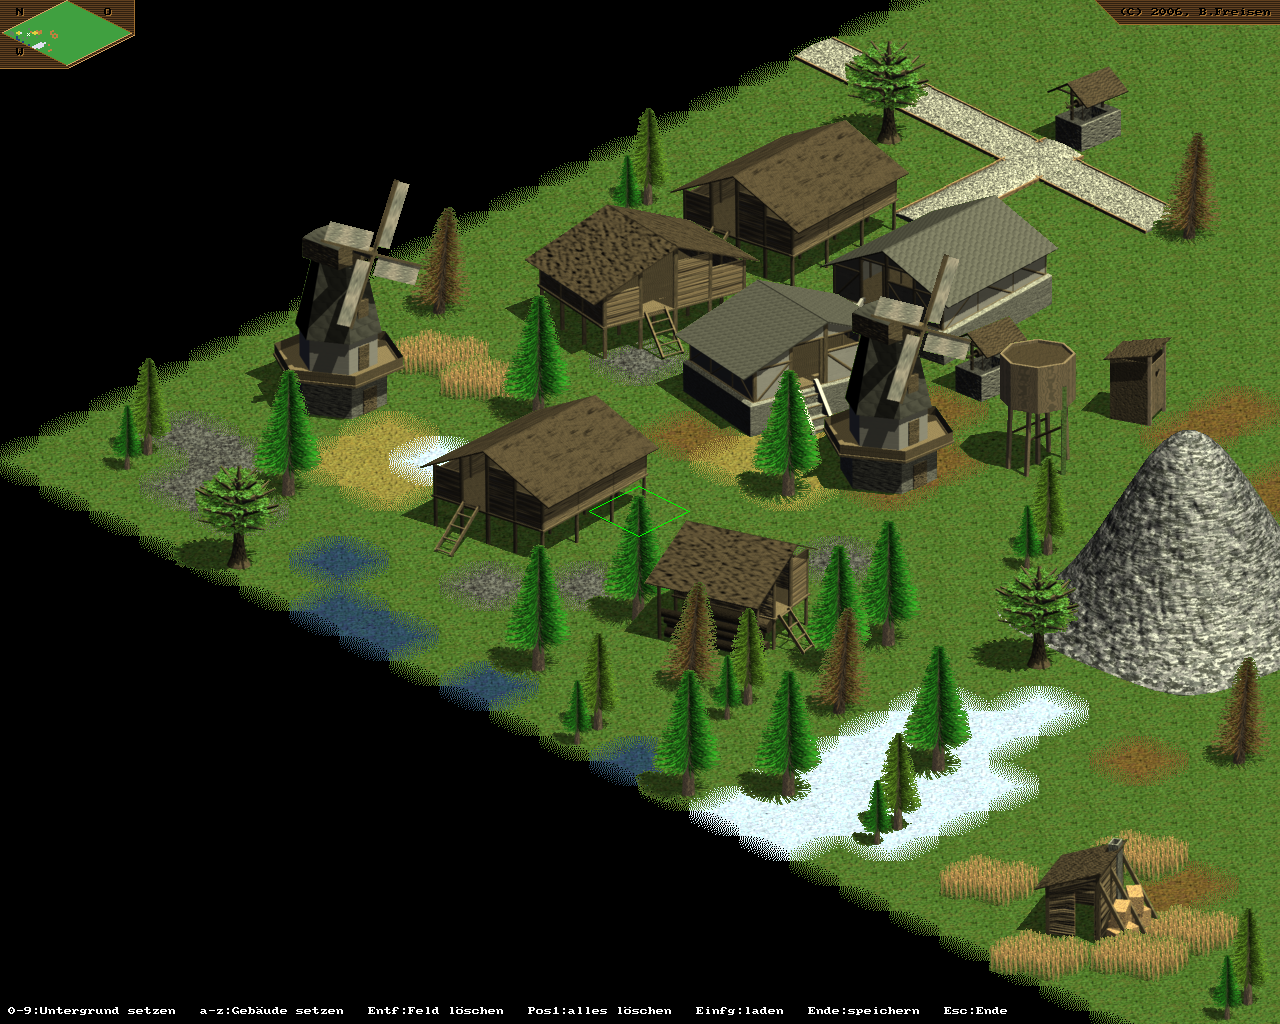 N O
W
(C) 2006, B.Freisen
0-9:Untergrund setzen a-z:Gebäude setzen Entf:Feld löschen Pos1:alles löschen Einfg:laden Ende:speichern Esc:Ende